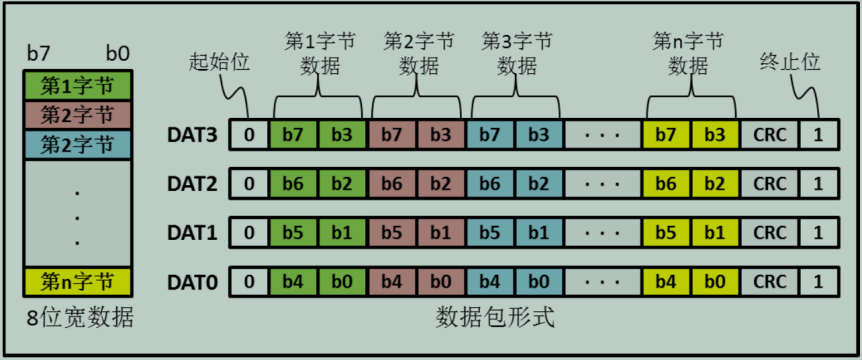 b7 b0
第1字节
第2字节
第2字节
.
.
.
第n字节
8位宽数据
起始位
第1字节
数据
第2字节
数据
第3字节
数据
第n字节
数据
终止位
DAT3 0 b7 b3 b7 b3 b7 b3 · · · b7 b3 CRC 1
DAT2 0 b6 b2 b6 b2 b6 b2 · · · b6 b2 CRC 1
DAT1 0 b5 b1 b5 b1 b5 b1 · · · b5 b1 CRC 1
DAT0 0 b4 b0 b4 b0 b4 b0 · · · b4 b0 CRC 1
数据包形式